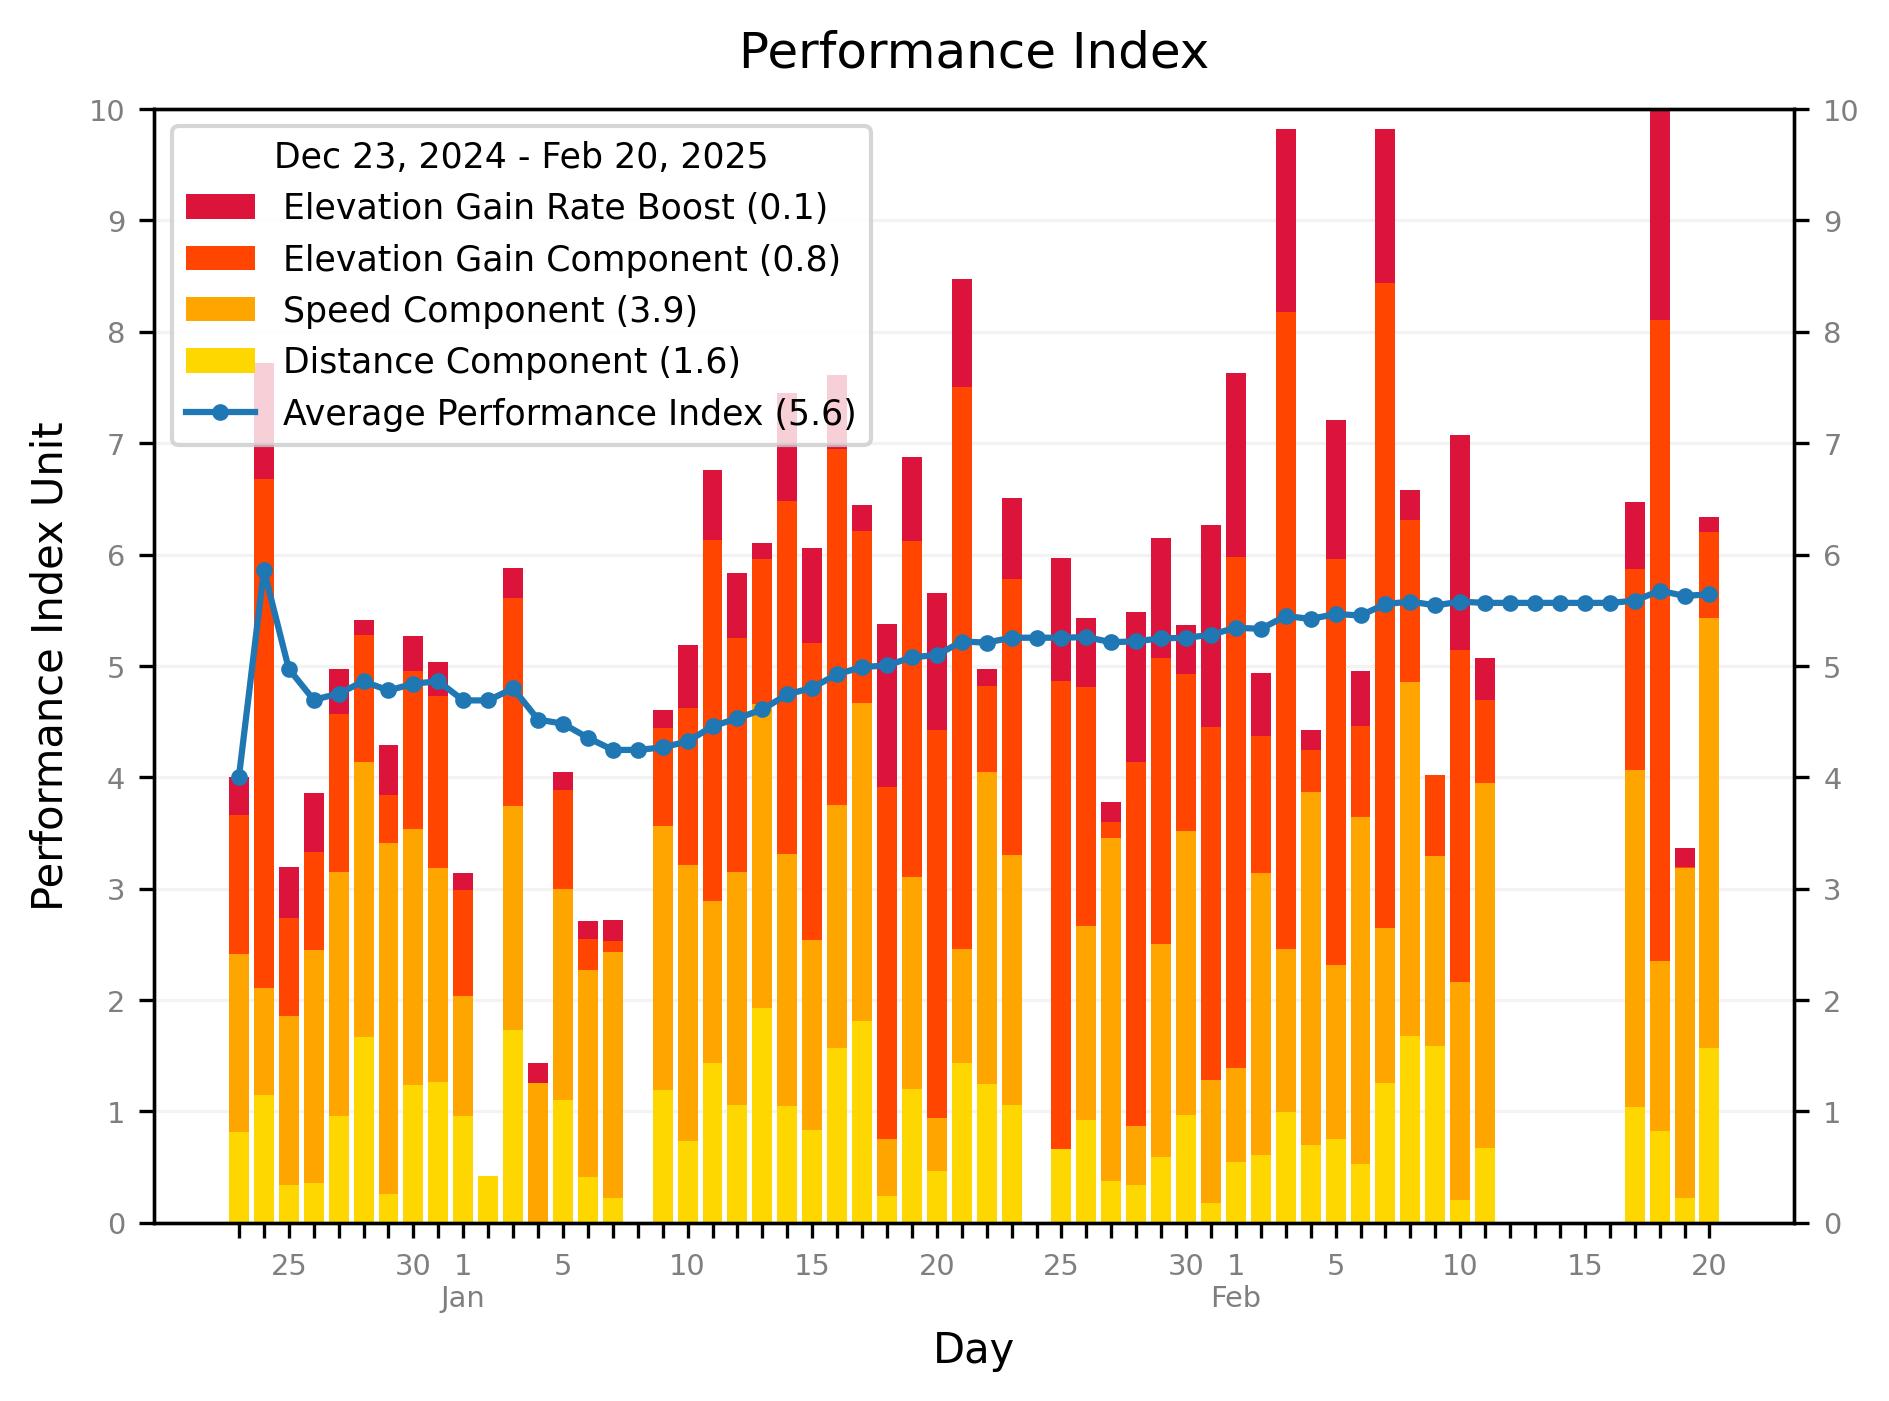 Performance Index
Dec 23, 2024 - Feb 20, 2025
Elevation Gain Rate Boost (0.1)
Elevation Gain Component (0.8)
Speed Component (3.9)
Distance Component (1.6)
Average Performance Index (5.6)
Performance Index Unit
10 10
9 9
8 8
7 7
6 6
5 5
4 4
3 3
2 2
1 1
0 0
25 30 1 5 10 15 20 25 30 1 5 10 15 20
Jan Feb
Day